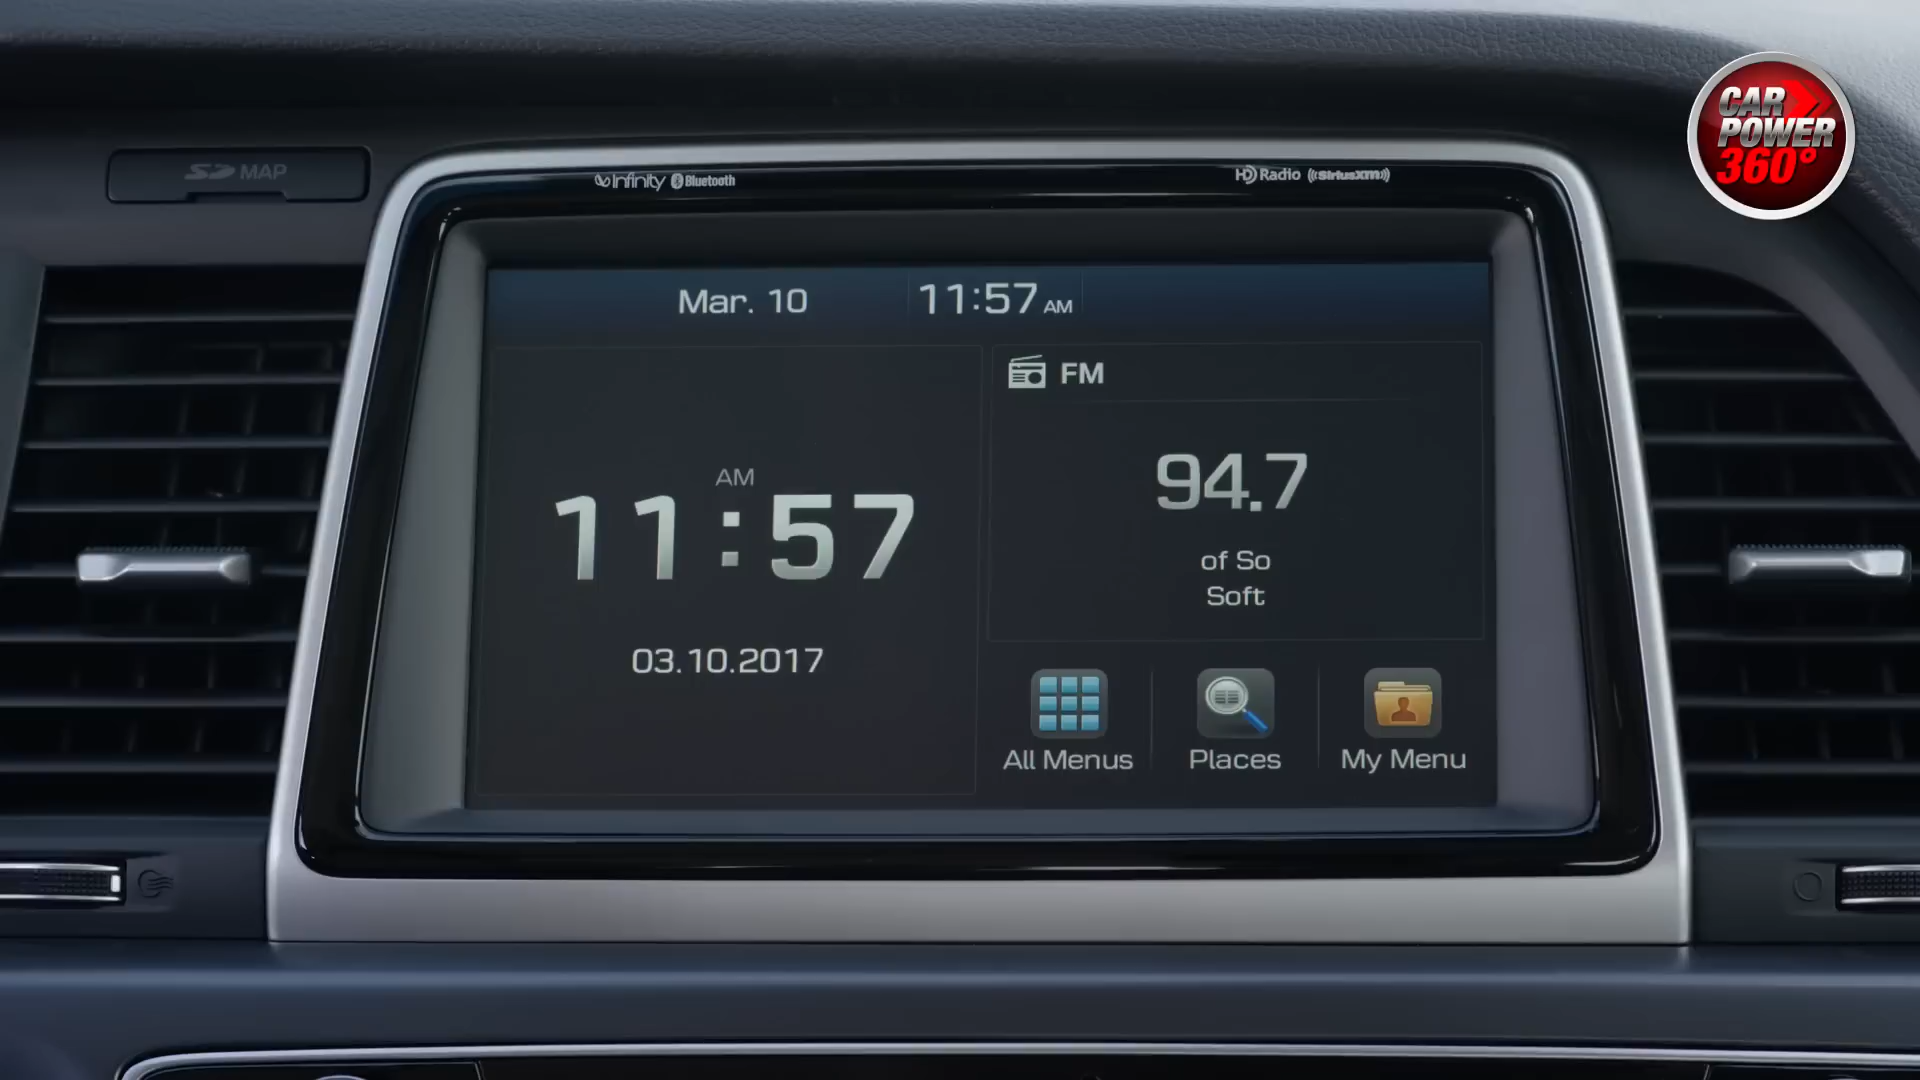 CAR
POWER
360°
SD MAP
Infinity Bluetooth
HD Radio ((SiriusXM))
Mar. 10
11:57 AM
FM
AM
11:57
94.7
of So
Soft
03.10.2017
All Menus
Places
My Menu